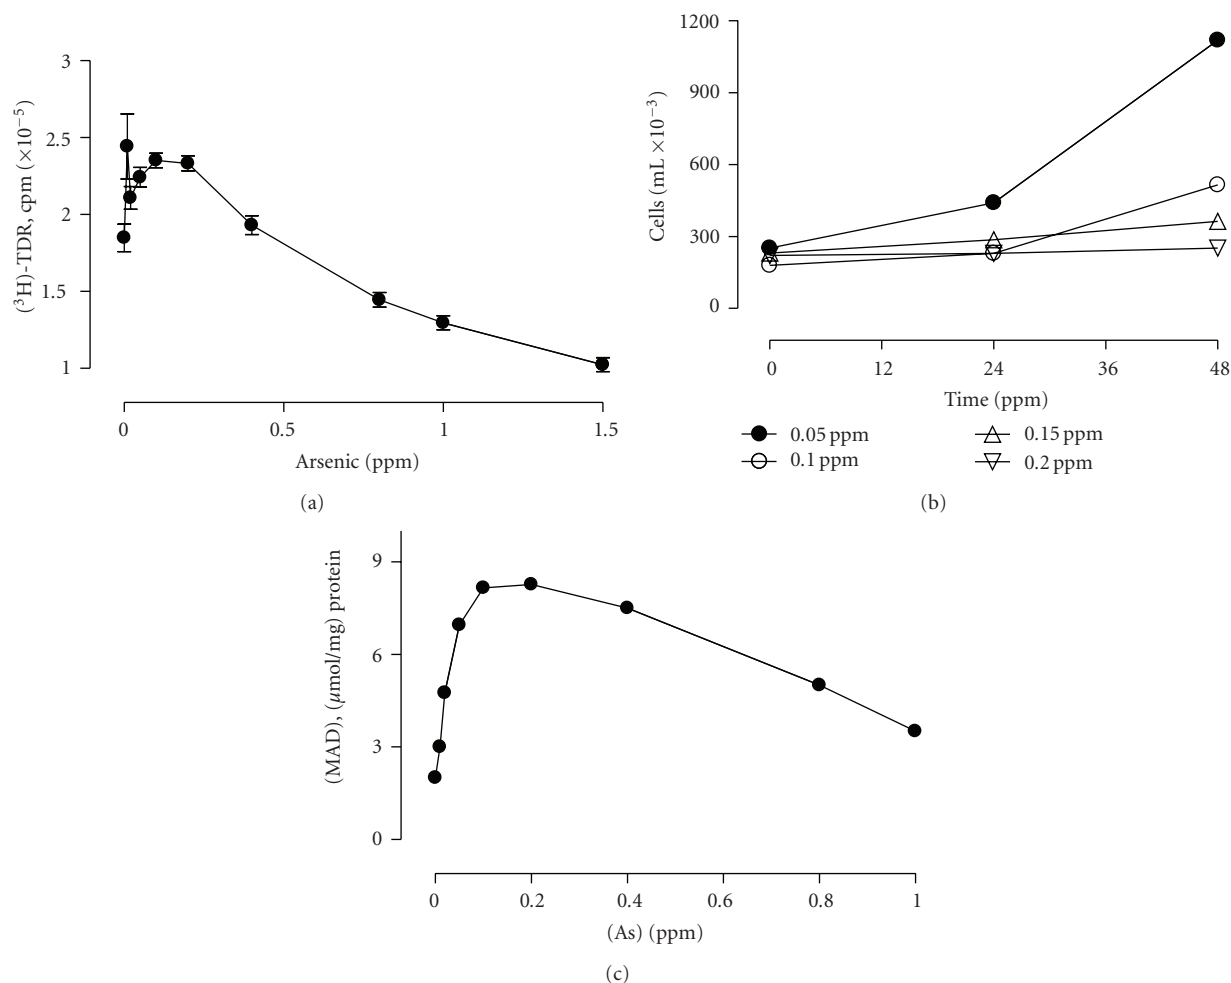 3
2.5
2
1.5
1
(³H)-TDR, cpm (×10⁻⁵)
0
0.5
1
1.5
Arsenic (ppm)
(a)
1200
900
600
300
0
Cells (mL ×10⁻³)
0
12
24
36
48
Time (ppm)
0.05 ppm
0.15 ppm
0.1 ppm
0.2 ppm
(b)
9
6
3
0
(MAD), (μmol/mg) protein
0
0.2
0.4
0.6
0.8
1
(As) (ppm)
(c)